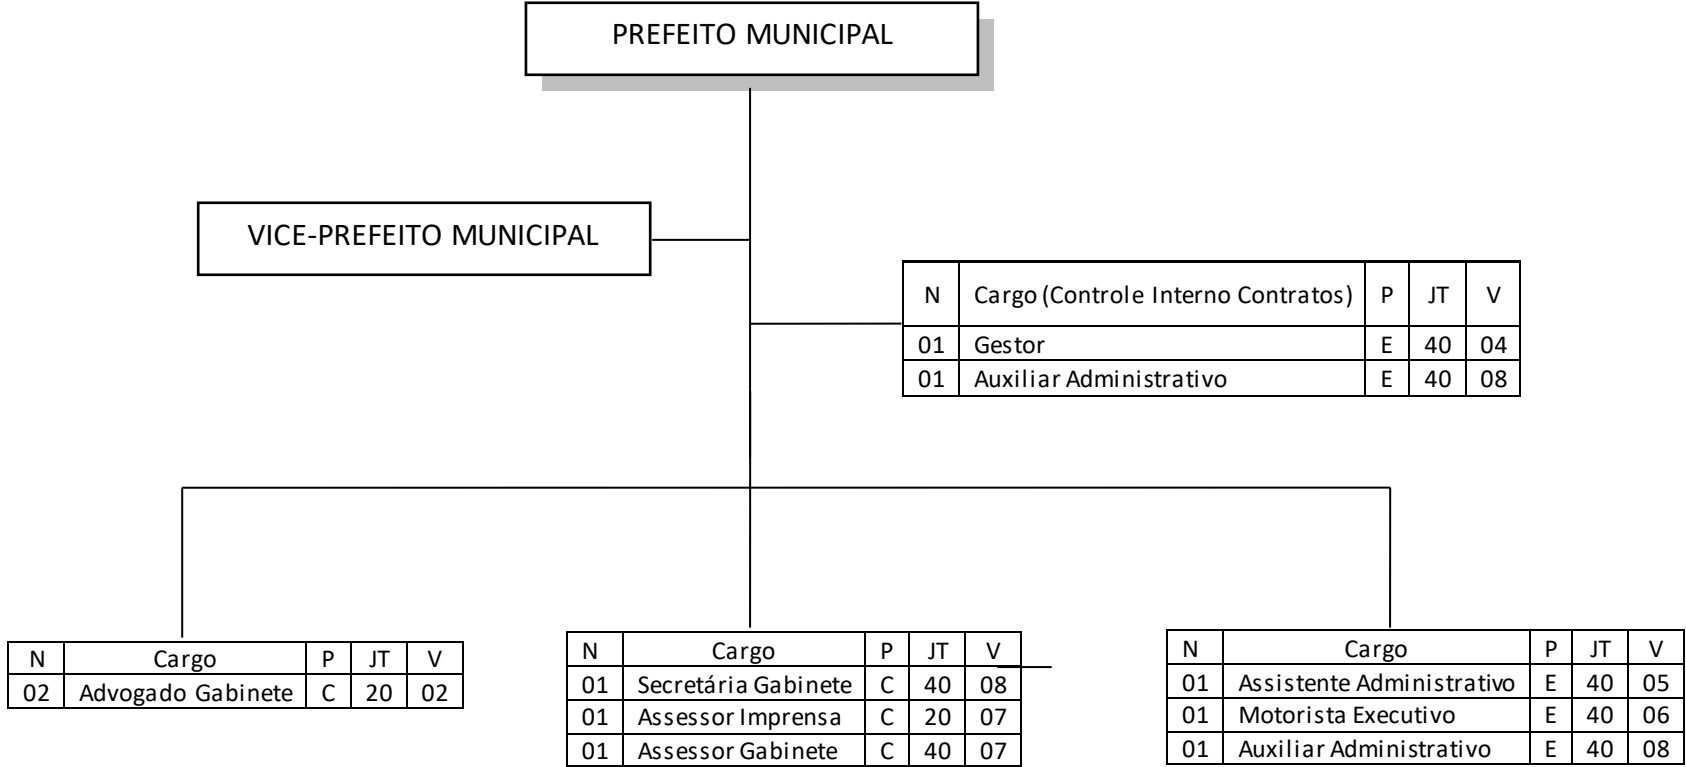 PREFEITO MUNICIPAL
VICE-PREFEITO MUNICIPAL
N Cargo (Controle Interno Contratos) P JT V
01 Gestor E 40 04
01 Auxiliar Administrativo E 40 08
N Cargo P JT V
02 Advogado Gabinete C 20 02
N Cargo P JT V
01 Secretária Gabinete C 40 08
01 Assessor Imprensa C 20 07
01 Assessor Gabinete C 40 07
N Cargo P JT V
01 Assistente Administrativo E 40 05
01 Motorista Executivo E 40 06
01 Auxiliar Administrativo E 40 08